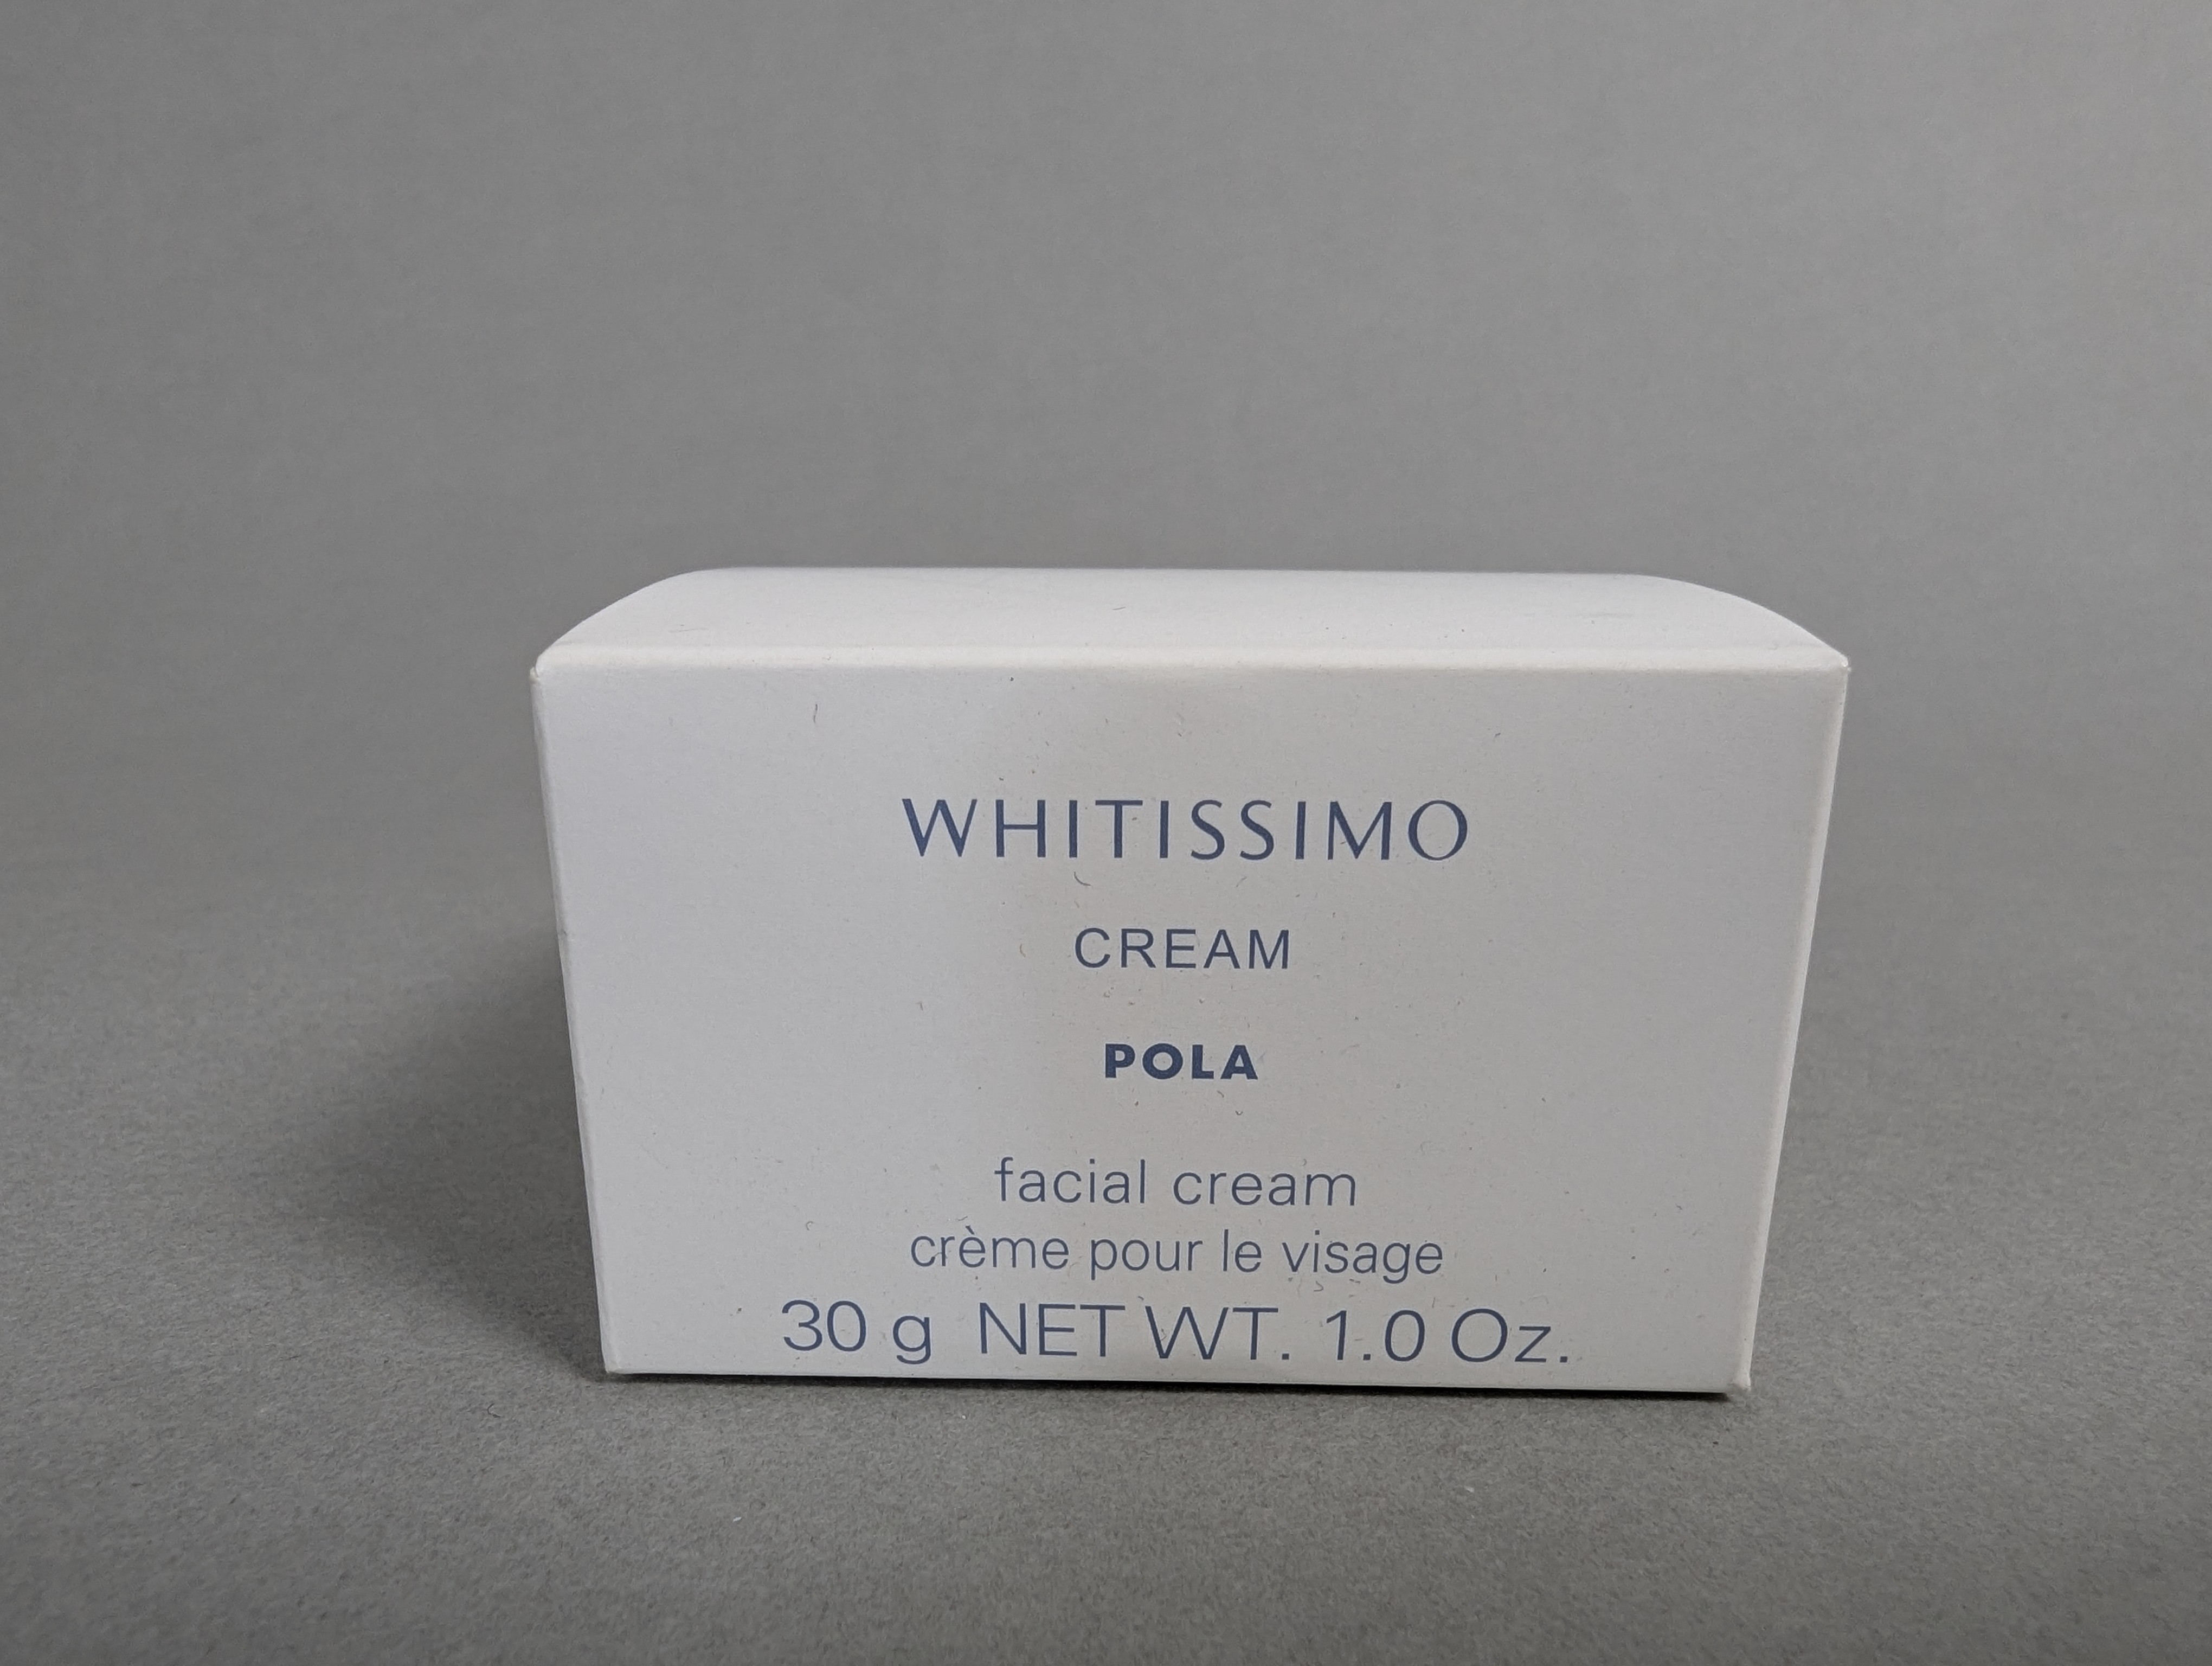 WHITISSIMO
CREAM
POLA
facial cream
crème pour le visage
30 g NET WT. 1.0 Oz.